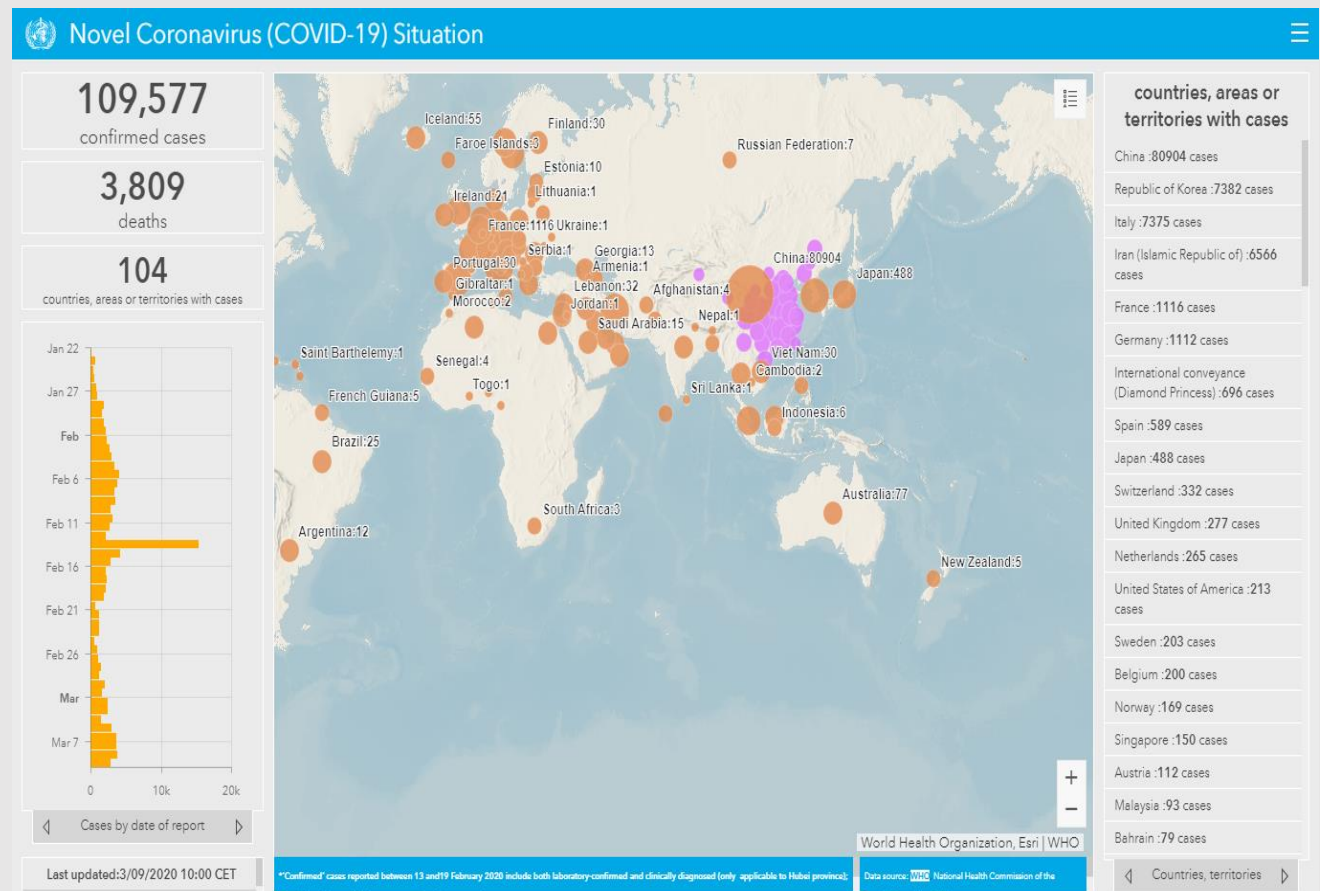 Novel Coronavirus (COVID-19) Situation
109,577
confirmed cases
3,809
deaths
104
countries, areas or territories with cases
Jan 22
Jan 27
Feb
Feb 6
Feb 11
Feb 16
Feb 21
Feb 26
Mar
Mar 7
0 10k 20k
Cases by date of report
Last updated:3/09/2020 10:00 CET
Iceland:55
Finland:30
Faroe Islands:3
Russian Federation:7
Estonia:10
Ireland:21
Lithuania:1
France:1116
Ukraine:1
Serbia:1
Georgia:13
China:80904
Portugal:30
Armenia:1
Japan:488
Gibraltar:1
Lebanon:32
Afghanistan:4
Morocco:2
Jordan:1
Nepal:1
Saudi Arabia:15
Saint Barthelemy:1
Senegal:4
Viet Nam:30
Cambodia:2
Togo:1
Sri Lanka:1
French Guiana:5
Indonesia:6
Brazil:25
Australia:77
South Africa:3
Argentina:12
New Zealand:5
+
−
World Health Organization, Esri | WHO
*"Confirmed" cases reported between 13 and19 February 2020 include both laboratory-confirmed and clinically diagnosed (only applicable to Hubei province);
Data source: WHO National Health Commission of the
countries, areas or
territories with cases
China :80904 cases
Republic of Korea :7382 cases
Italy :7375 cases
Iran (Islamic Republic of) :6566
cases
France :1116 cases
Germany :1112 cases
International conveyance
(Diamond Princess) :696 cases
Spain :589 cases
Japan :488 cases
Switzerland :332 cases
United Kingdom :277 cases
Netherlands :265 cases
United States of America :213
cases
Sweden :203 cases
Belgium :200 cases
Norway :169 cases
Singapore :150 cases
Austria :112 cases
Malaysia :93 cases
Bahrain :79 cases
Countries, territories